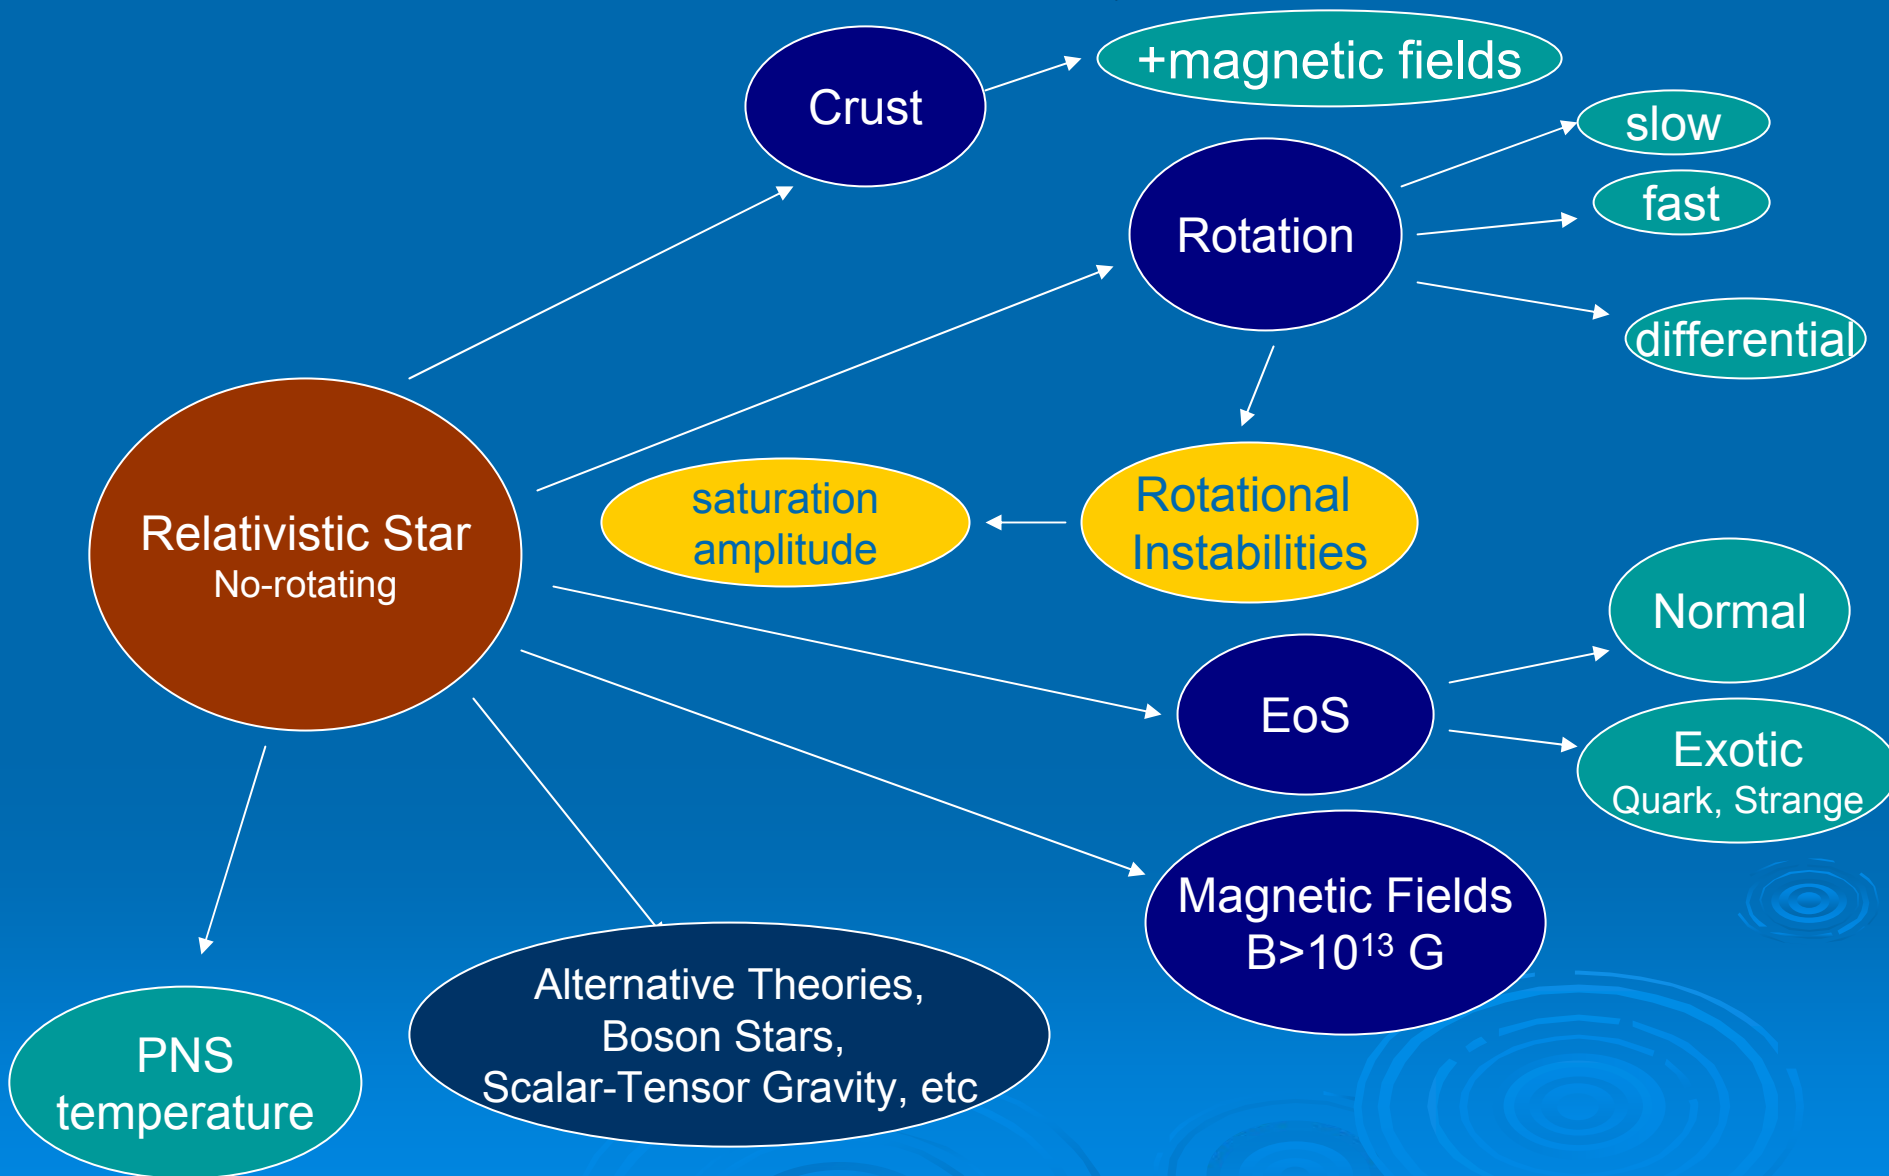 +magnetic fields
Crust
slow
fast
Rotation
differential
Relativistic Star
No-rotating
saturation
amplitude
Rotational
Instabilities
Normal
EoS
Exotic
Quark, Strange
Magnetic Fields
B>10¹³ G
Alternative Theories,
Boson Stars,
Scalar-Tensor Gravity, etc
PNS
temperature